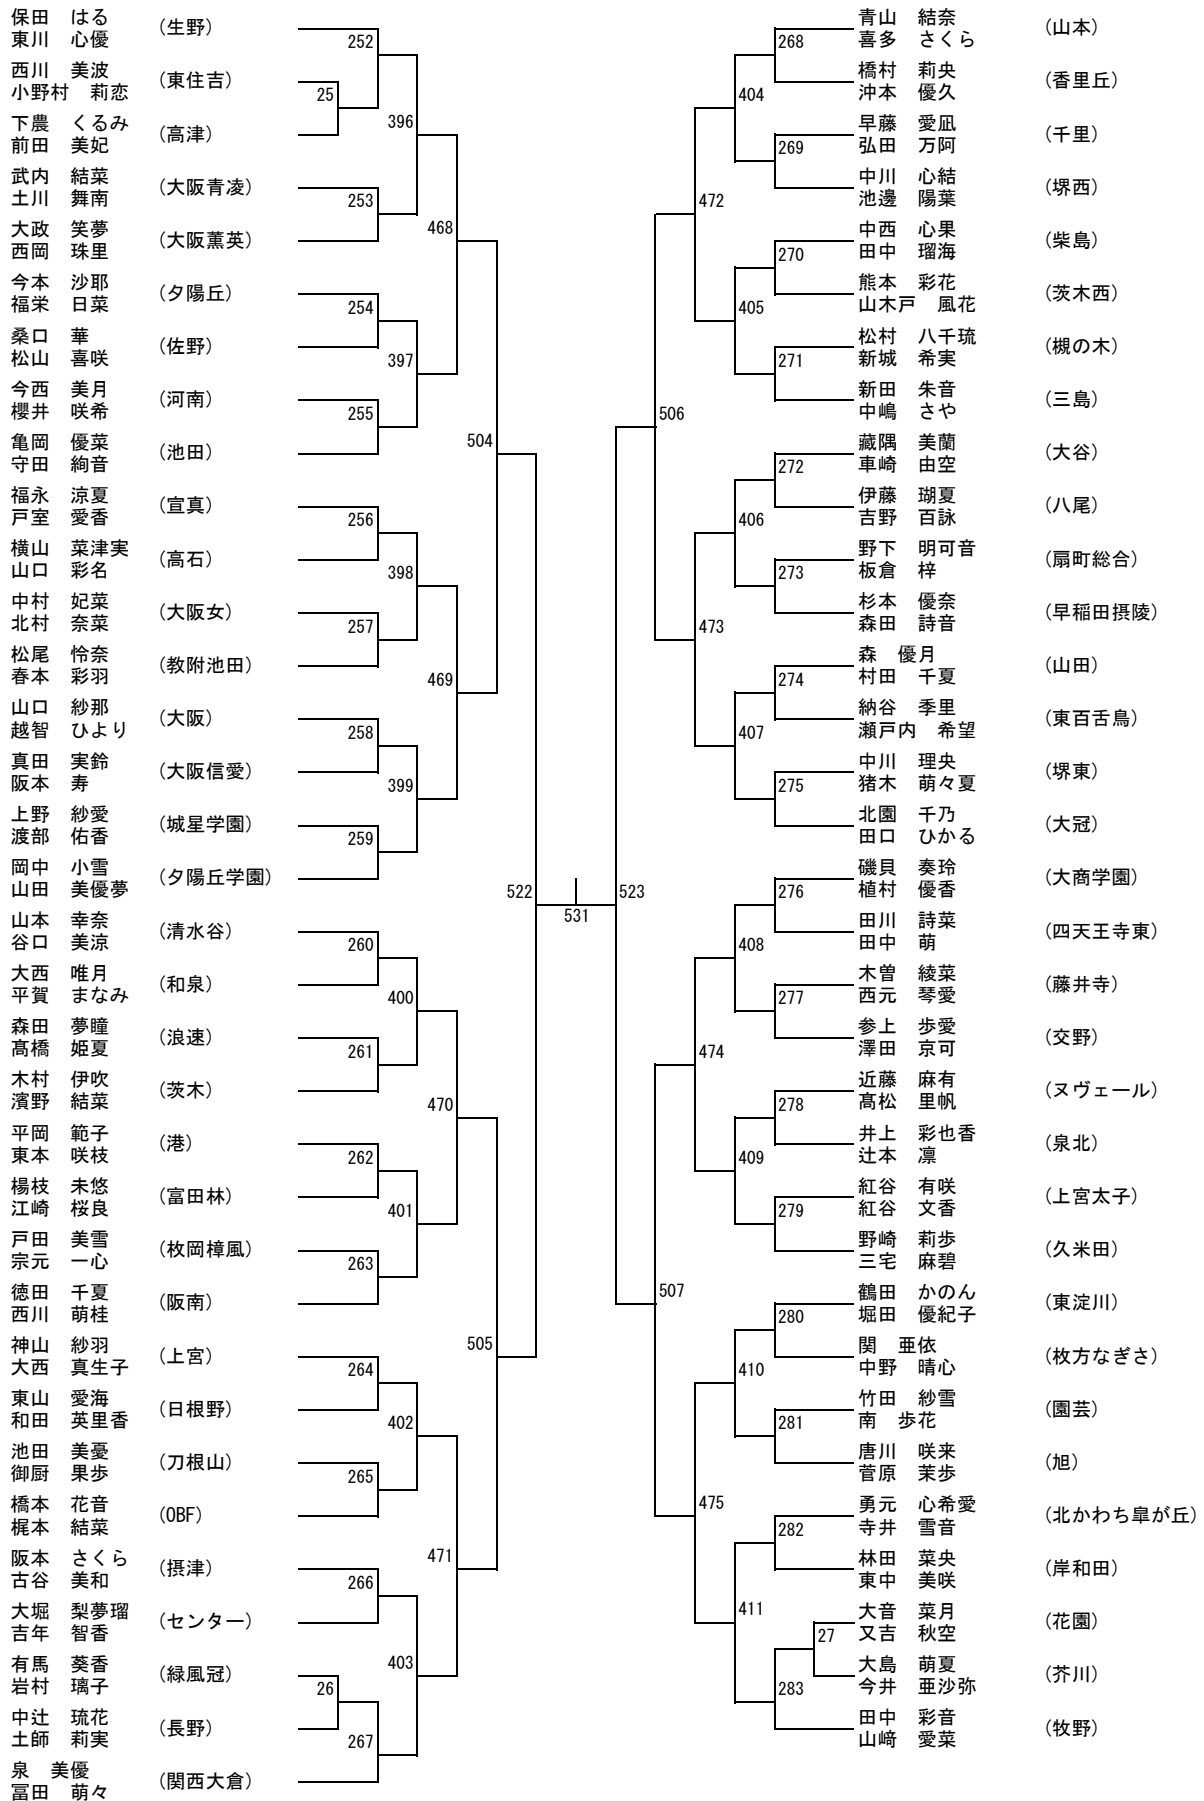 保田 はる
東川 心優
(生野)
西川 美波
小野村 莉恋
(東住吉)
下農 くるみ
前田 美妃
(高津)
武内 結菜
土川 舞南
(大阪青凌)
大政 笑夢
西岡 珠里
(大阪薫英)
今本 沙耶
福栄 日菜
(夕陽丘)
桑口 華
松山 喜咲
(佐野)
今西 美月
櫻井 咲希
(河南)
亀岡 優菜
守田 絢音
(池田)
福永 涼夏
戸室 愛香
(宣真)
横山 菜津実
山口 彩名
(高石)
中村 妃菜
北村 奈菜
(大阪女)
松尾 怜奈
春本 彩羽
(教附池田)
山口 紗那
越智 ひより
(大阪)
真田 実鈴
阪本 寿
(大阪信愛)
上野 紗愛
渡部 佑香
(城星学園)
岡中 小雪
山田 美優夢
(夕陽丘学園)
山本 幸奈
谷口 美涼
(清水谷)
大西 唯月
平賀 まなみ
(和泉)
森田 夢瞳
髙橋 姫夏
(浪速)
木村 伊吹
濱野 結菜
(茨木)
平岡 範子
東本 咲枝
(港)
楊枝 未悠
江崎 桜良
(富田林)
戸田 美雪
宗元 一心
(枚岡樟風)
徳田 千夏
西川 萌桂
(阪南)
神山 紗羽
大西 真生子
(上宮)
東山 愛海
和田 英里香
(日根野)
池田 美憂
御厨 果歩
(刀根山)
橋本 花音
梶本 結菜
(OBF)
阪本 さくら
古谷 美和
(摂津)
大堀 梨夢瑠
吉年 智香
(センター)
有馬 葵香
岩村 璃子
(緑風冠)
中辻 琉花
土師 莉実
(長野)
泉 美優
冨田 萌々
(関西大倉)
25
26
252
253
254
255
256
257
258
259
260
261
262
263
264
265
266
267
396
397
398
399
400
401
402
403
468
469
470
471
504
505
522
531
523
506
507
472
473
474
475
404
405
406
407
408
409
410
411
268
269
270
271
272
273
274
275
276
277
278
279
280
281
282
283
27
青山 結奈
喜多 さくら
(山本)
橋村 莉央
沖本 優久
(香里丘)
早藤 愛凪
弘田 万阿
(千里)
中川 心結
池邊 陽葉
(堺西)
中西 心果
田中 瑠海
(柴島)
熊本 彩花
山木戸 風花
(茨木西)
松村 八千琉
新城 希実
(槻の木)
新田 朱音
中嶋 さや
(三島)
藏隅 美蘭
車崎 由空
(大谷)
伊藤 瑚夏
吉野 百詠
(八尾)
野下 明可音
板倉 梓
(扇町総合)
杉本 優奈
森田 詩音
(早稲田摂陵)
森 優月
村田 千夏
(山田)
納谷 季里
瀬戸内 希望
(東百舌鳥)
中川 理央
猪木 萌々夏
(堺東)
北園 千乃
田口 ひかる
(大冠)
磯貝 奏玲
植村 優香
(大商学園)
田川 詩菜
田中 萌
(四天王寺東)
木曽 綾菜
西元 琴愛
(藤井寺)
参上 歩愛
澤田 京可
(交野)
近藤 麻有
髙松 里帆
(ヌヴェール)
井上 彩也香
辻本 凛
(泉北)
紅谷 有咲
紅谷 文香
(上宮太子)
野崎 莉歩
三宅 麻碧
(久米田)
鶴田 かのん
堀田 優紀子
(東淀川)
関 亜依
中野 晴心
(枚方なぎさ)
竹田 紗雪
南 歩花
(園芸)
唐川 咲来
菅原 茉歩
(旭)
勇元 心希愛
寺井 雪音
(北かわち皐が丘)
林田 菜央
東中 美咲
(岸和田)
大音 菜月
又吉 秋空
(花園)
大島 萌夏
今井 亜沙弥
(芥川)
田中 彩音
山﨑 愛菜
(牧野)